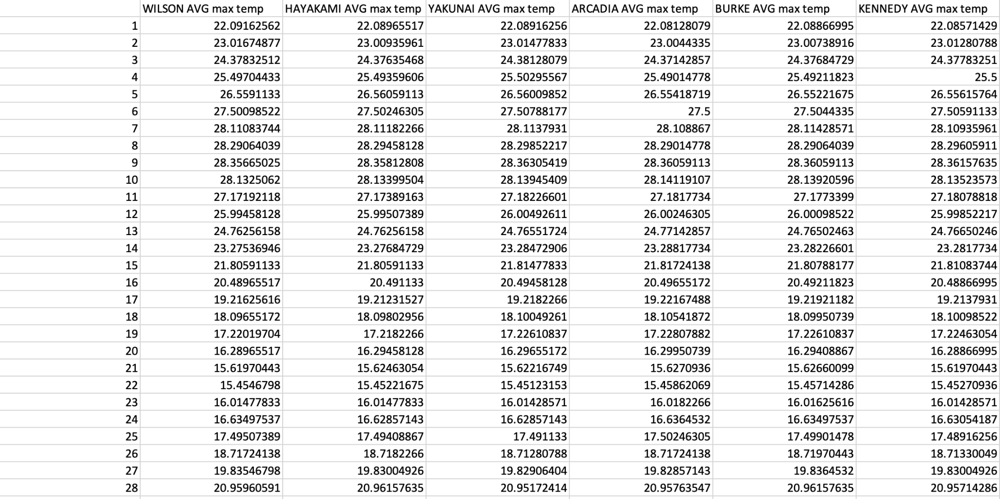 WILSON AVG max temp HAYAKAMI AVG max temp YAKUNAI AVG max temp ARCADIA AVG max temp BURKE AVG max temp KENNEDY AVG max temp
1 22.09162562 22.08965517 22.08916256 22.08128079 22.08866995 22.08571429
2 23.01674877 23.00935961 23.01477833 23.0044335 23.00738916 23.01280788
3 24.37832512 24.37635468 24.38128079 24.37142857 24.37684729 24.37783251
4 25.49704433 25.49359606 25.50295567 25.49014778 25.49211823 25.5
5 26.5591133 26.56059113 26.56009852 26.55418719 26.55221675 26.55615764
6 27.50098522 27.50246305 27.50788177 27.5 27.5044335 27.50591133
7 28.11083744 28.11182266 28.1137931 28.108867 28.11428571 28.10935961
8 28.29064039 28.29458128 28.29852217 28.29014778 28.29064039 28.29605911
9 28.35665025 28.35812808 28.36305419 28.36059113 28.36059113 28.36157635
10 28.1325062 28.13399504 28.13945409 28.14119107 28.13920596 28.13523573
11 27.17192118 27.17389163 27.18226601 27.1817734 27.1773399 27.18078818
12 25.99458128 25.99507389 26.00492611 26.00246305 26.00098522 25.99852217
13 24.76256158 24.76256158 24.76551724 24.77142857 24.76502463 24.76650246
14 23.27536946 23.27684729 23.28472906 23.28817734 23.28226601 23.2817734
15 21.80591133 21.80591133 21.81477833 21.81724138 21.80788177 21.81083744
16 20.48965517 20.491133 20.49458128 20.49655172 20.49211823 20.48866995
17 19.21625616 19.21231527 19.2182266 19.22167488 19.21921182 19.2137931
18 18.09655172 18.09802956 18.10049261 18.10541872 18.09950739 18.10098522
19 17.22019704 17.2182266 17.22610837 17.22807882 17.22610837 17.22463054
20 16.28965517 16.29458128 16.29655172 16.29950739 16.29408867 16.28866995
21 15.61970443 15.62463054 15.62216749 15.6270936 15.62660099 15.61970443
22 15.4546798 15.45221675 15.45123153 15.45862069 15.45714286 15.45270936
23 16.01477833 16.01477833 16.01428571 16.0182266 16.01625616 16.01428571
24 16.63497537 16.62857143 16.62857143 16.6364532 16.63497537 16.63054187
25 17.49507389 17.49408867 17.491133 17.50246305 17.49901478 17.48916256
26 18.71724138 18.7182266 18.71280788 18.71724138 18.71970443 18.71330049
27 19.83546798 19.83004926 19.82906404 19.82857143 19.8364532 19.83004926
28 20.95960591 20.96157635 20.95172414 20.95763547 20.96157635 20.95714286